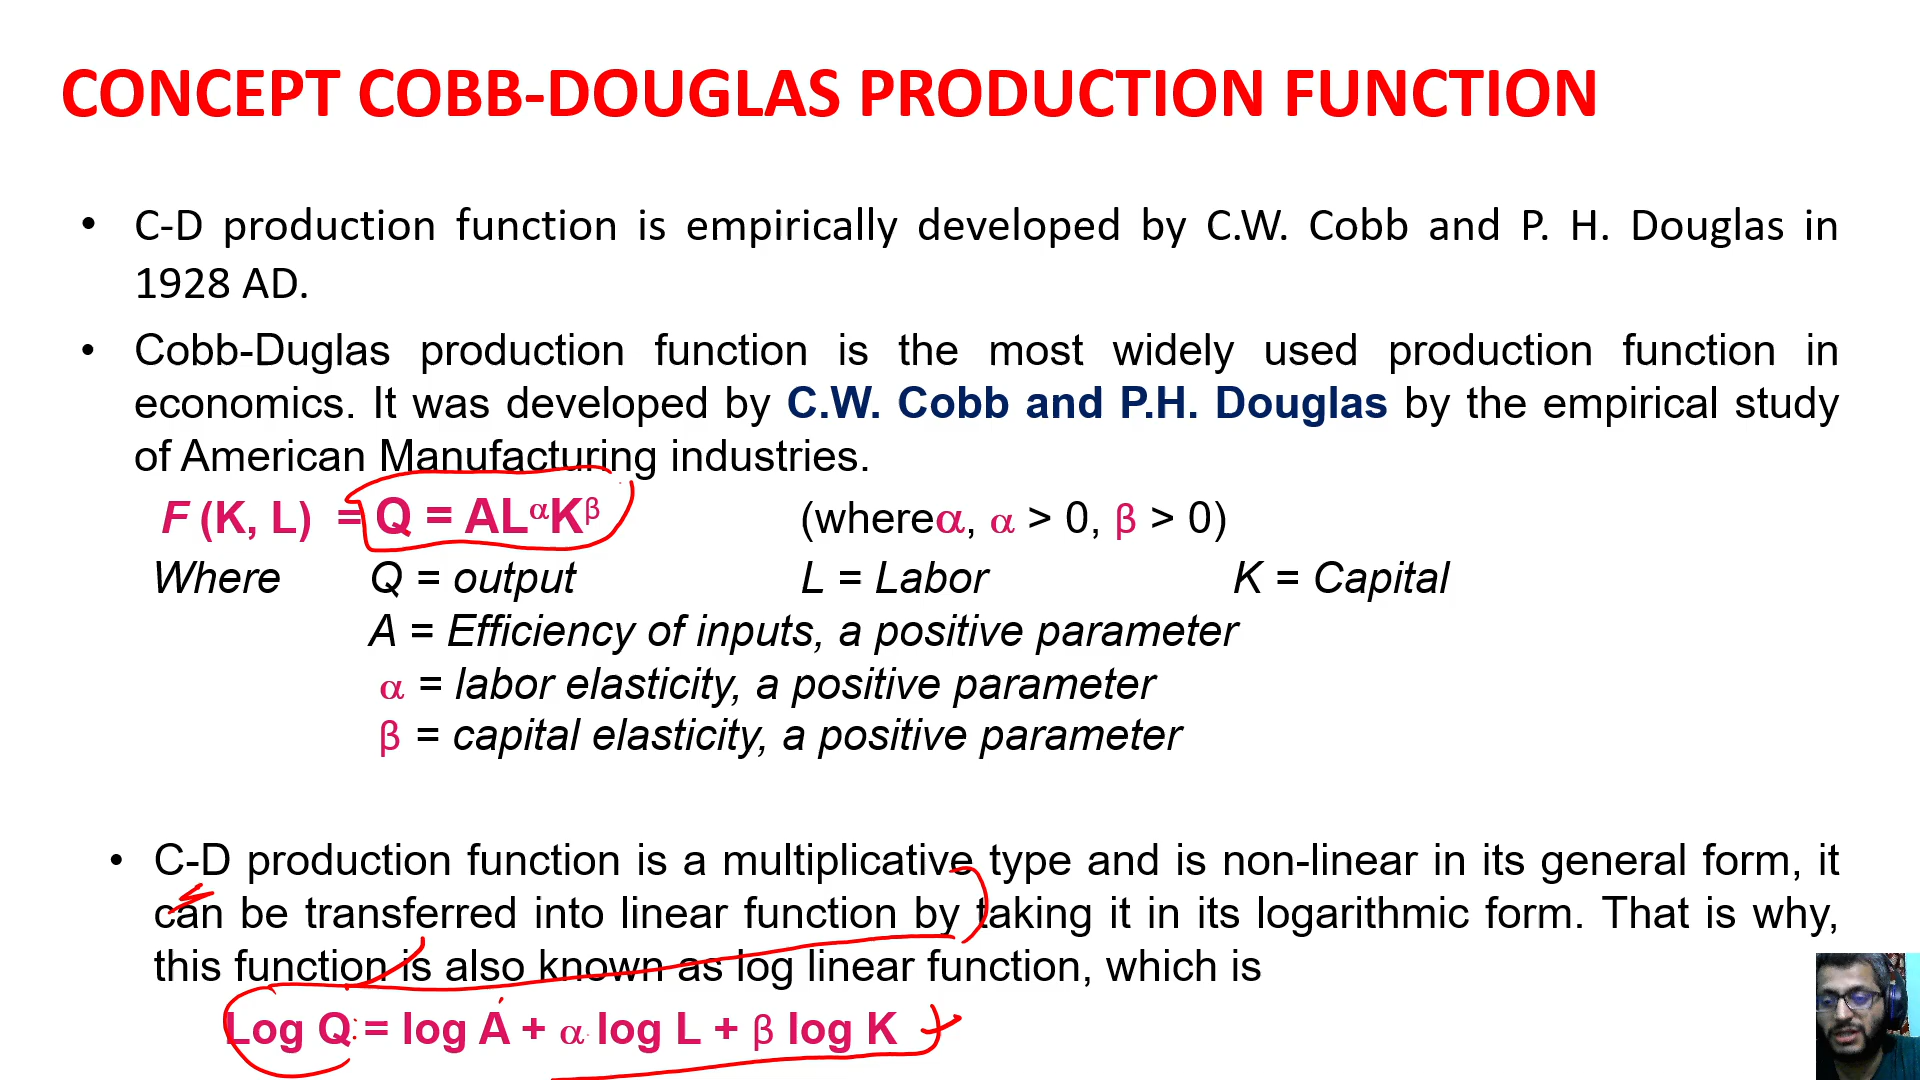 CONCEPT COBB-DOUGLAS PRODUCTION FUNCTION
• C-D production function is empirically developed by C.W. Cobb and P. H. Douglas in
1928 AD.
• Cobb-Duglas production function is the most widely used production function in
economics. It was developed by C.W. Cobb and P.H. Douglas by the empirical study
of American Manufacturing industries.
F (K, L) = Q = AL^αK^β (whereα, α > 0, β > 0)
Where Q = output L = Labor K = Capital
A = Efficiency of inputs, a positive parameter
α = labor elasticity, a positive parameter
β = capital elasticity, a positive parameter
• C-D production function is a multiplicative type and is non-linear in its general form, it
can be transferred into linear function by taking it in its logarithmic form. That is why,
this function is also known as log linear function, which is
Log Q = log A + α log L + β log K